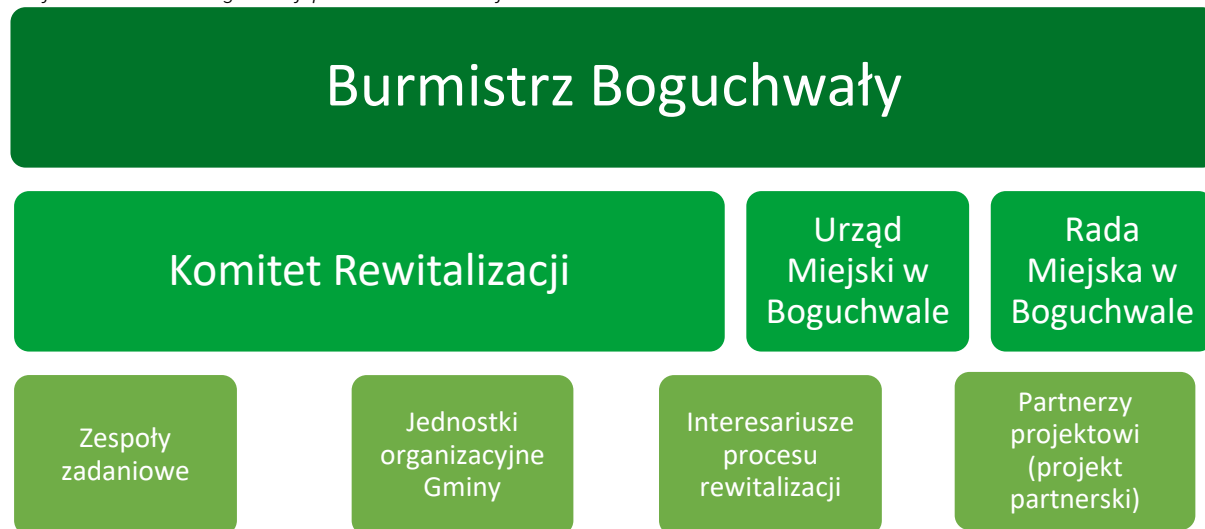 Burmistrz Boguchwały
Komitet Rewitalizacji
Urząd
Miejski w
Boguchwale
Rada
Miejska w
Boguchwale
Zespoły
zadaniowe
Jednostki
organizacyjne
Gminy
Interesariusze
procesu
rewitalizacji
Partnerzy
projektowi
(projekt
partnerski)